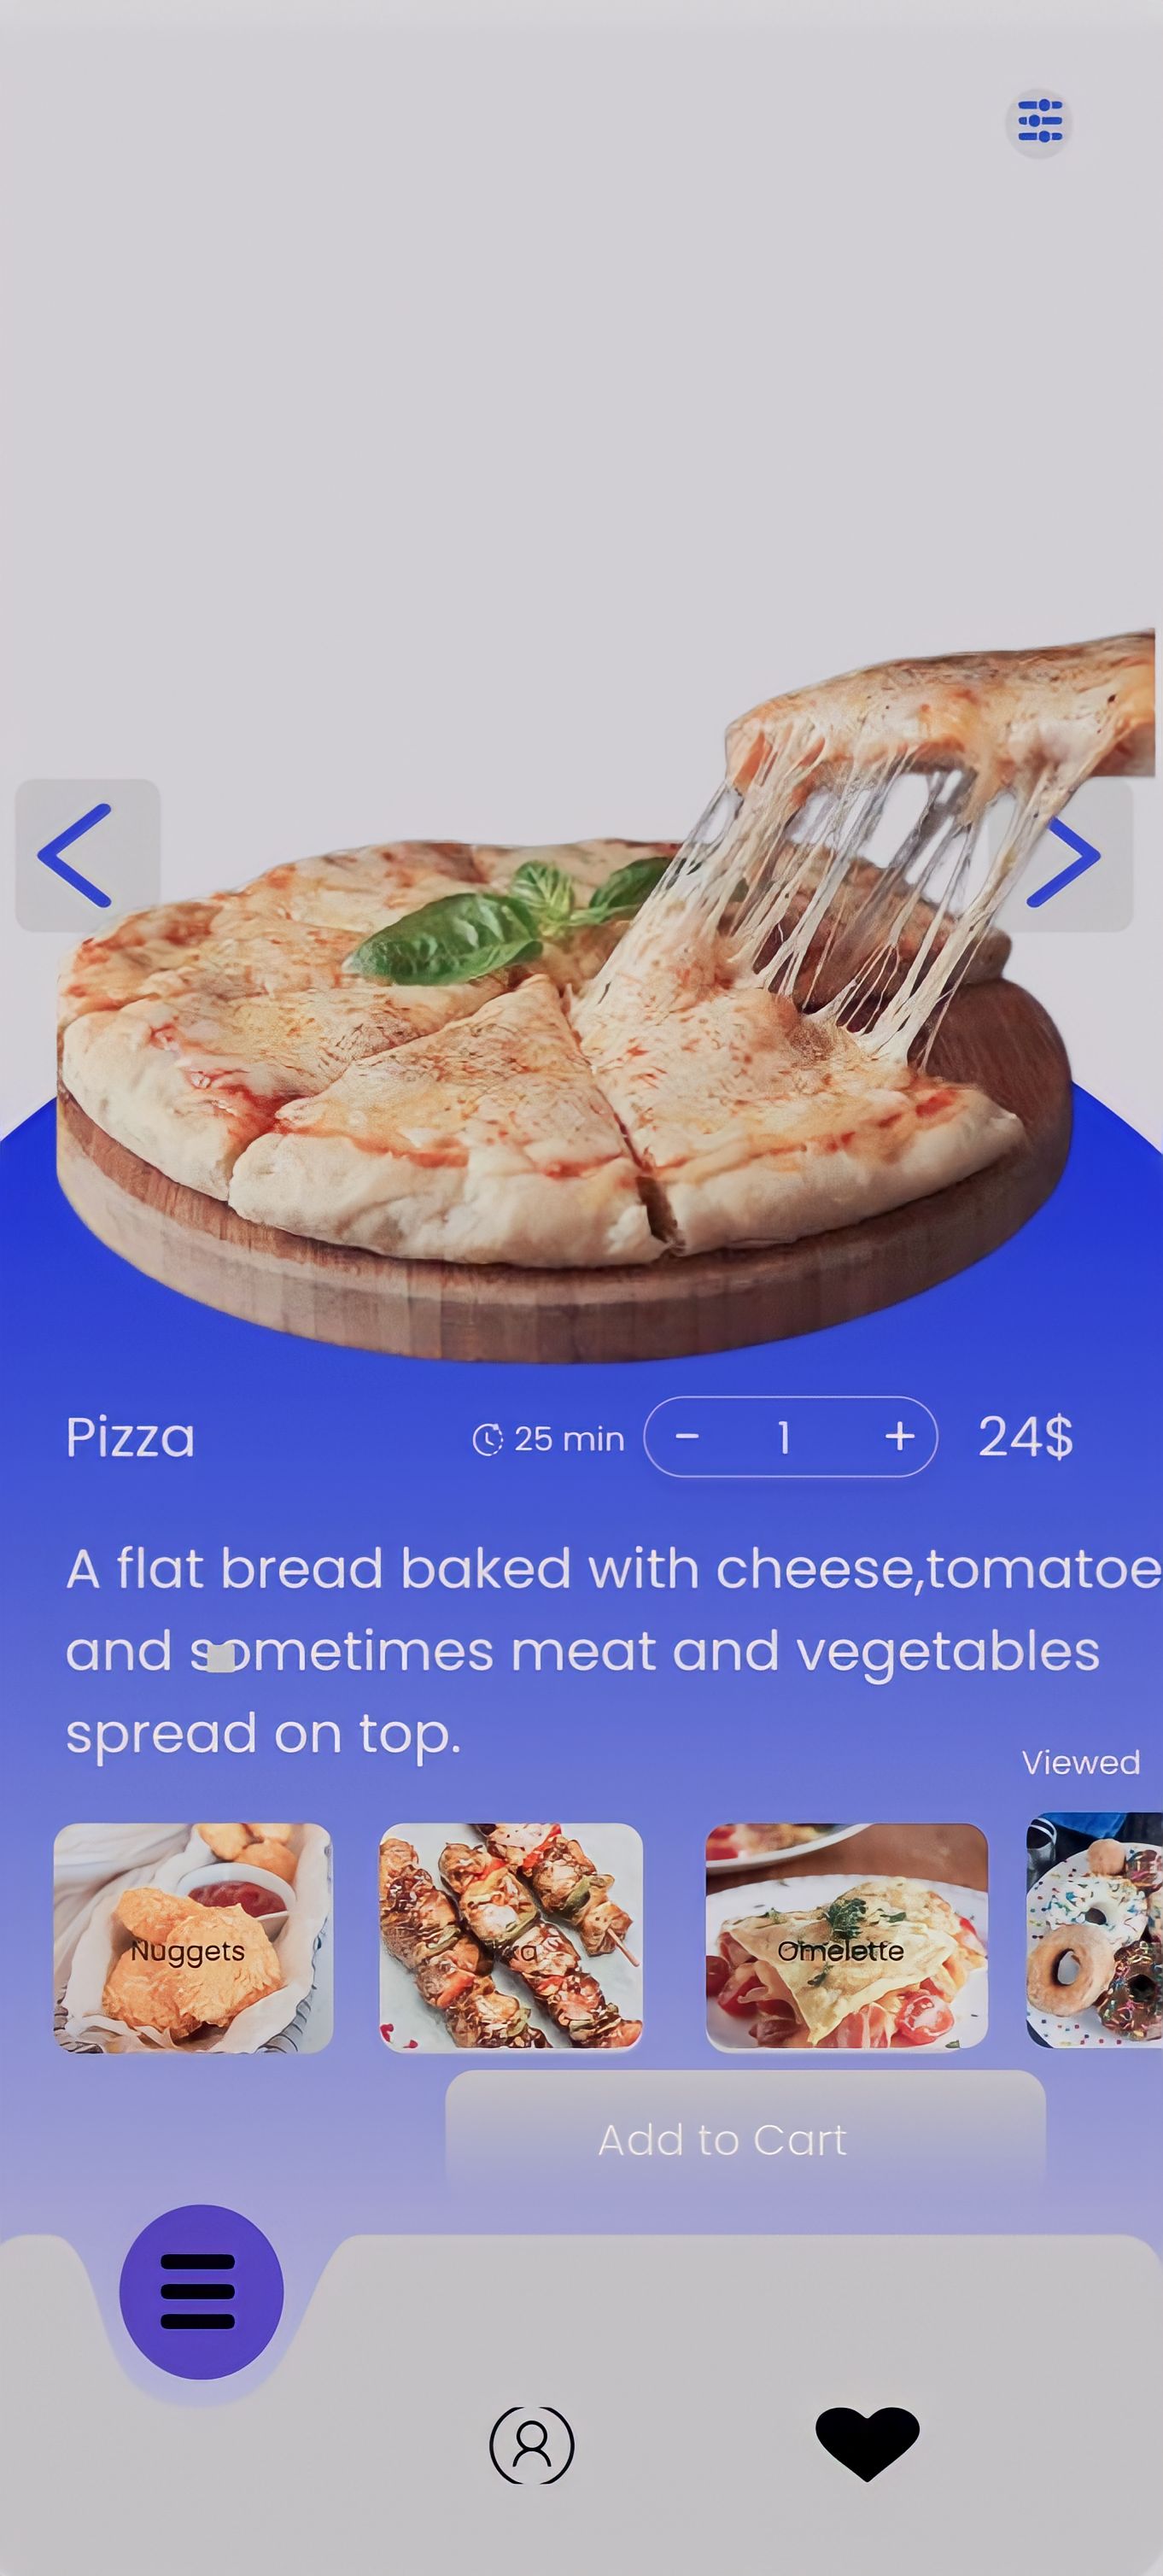 Pizza 25 min - 1 + 24$
A flat bread baked with cheese,tomatoe
and sometimes meat and vegetables
spread on top.
Viewed
Nuggets Omelette
Add to Cart